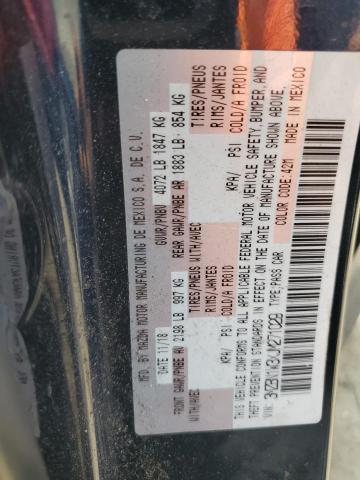 MFD BY MAZDA MOTOR MANUFACTURING DE MEXICO S.A. DE C.V.
DATE 11/18 GVWR/PNBV 4072 LB 1847 KG
FRONT GAWR/PNBE AV 2198 LB 997 KG REAR GAWR/PNBE AR 1883 LB 854 KG
WITH/AVEC TIRES/PNEUS WITH/AVEC TIRES/PNEUS
RIMS/JANTES RIMS/JANTES
KPA/ PSI COLD/A FROID KPA/ PSI COLD/A FROID
THIS VEHICLE CONFORMS TO ALL APPLICABLE FEDERAL MOTOR VEHICLE SAFETY, BUMPER, AND
THEFT PREVENTION STANDARDS IN EFFECT ON THE DATE OF MANUFACTURE SHOWN ABOVE.
TYPE:PASS CAR COLOR CODE:42M MADE IN MEXICO